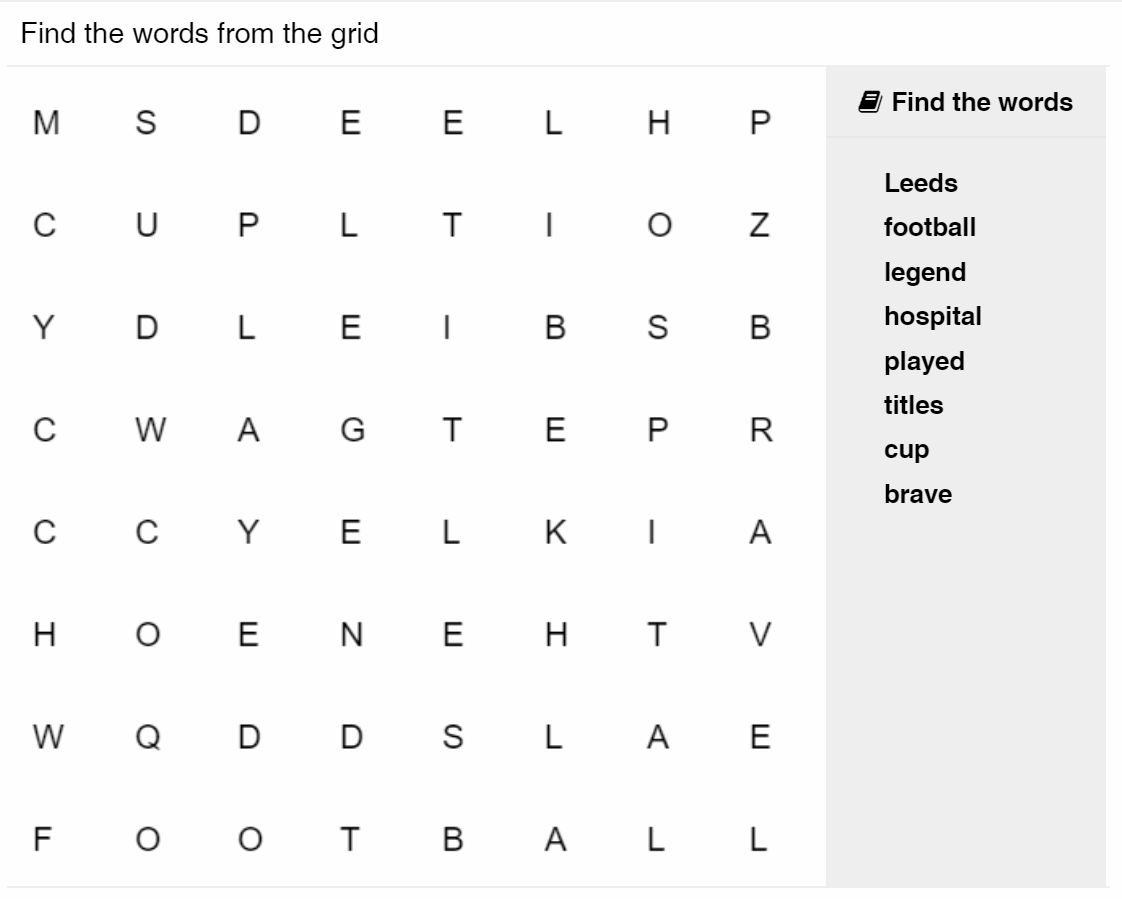 Find the words from the grid
M S D E E L H P
C U P L T I O Z
Y D L E I B S B
C W A G T E P R
C C Y E L K I A
H O E N E H T V
W Q D D S L A E
F O O T B A L L
Find the words
Leeds
football
legend
hospital
played
titles
cup
brave